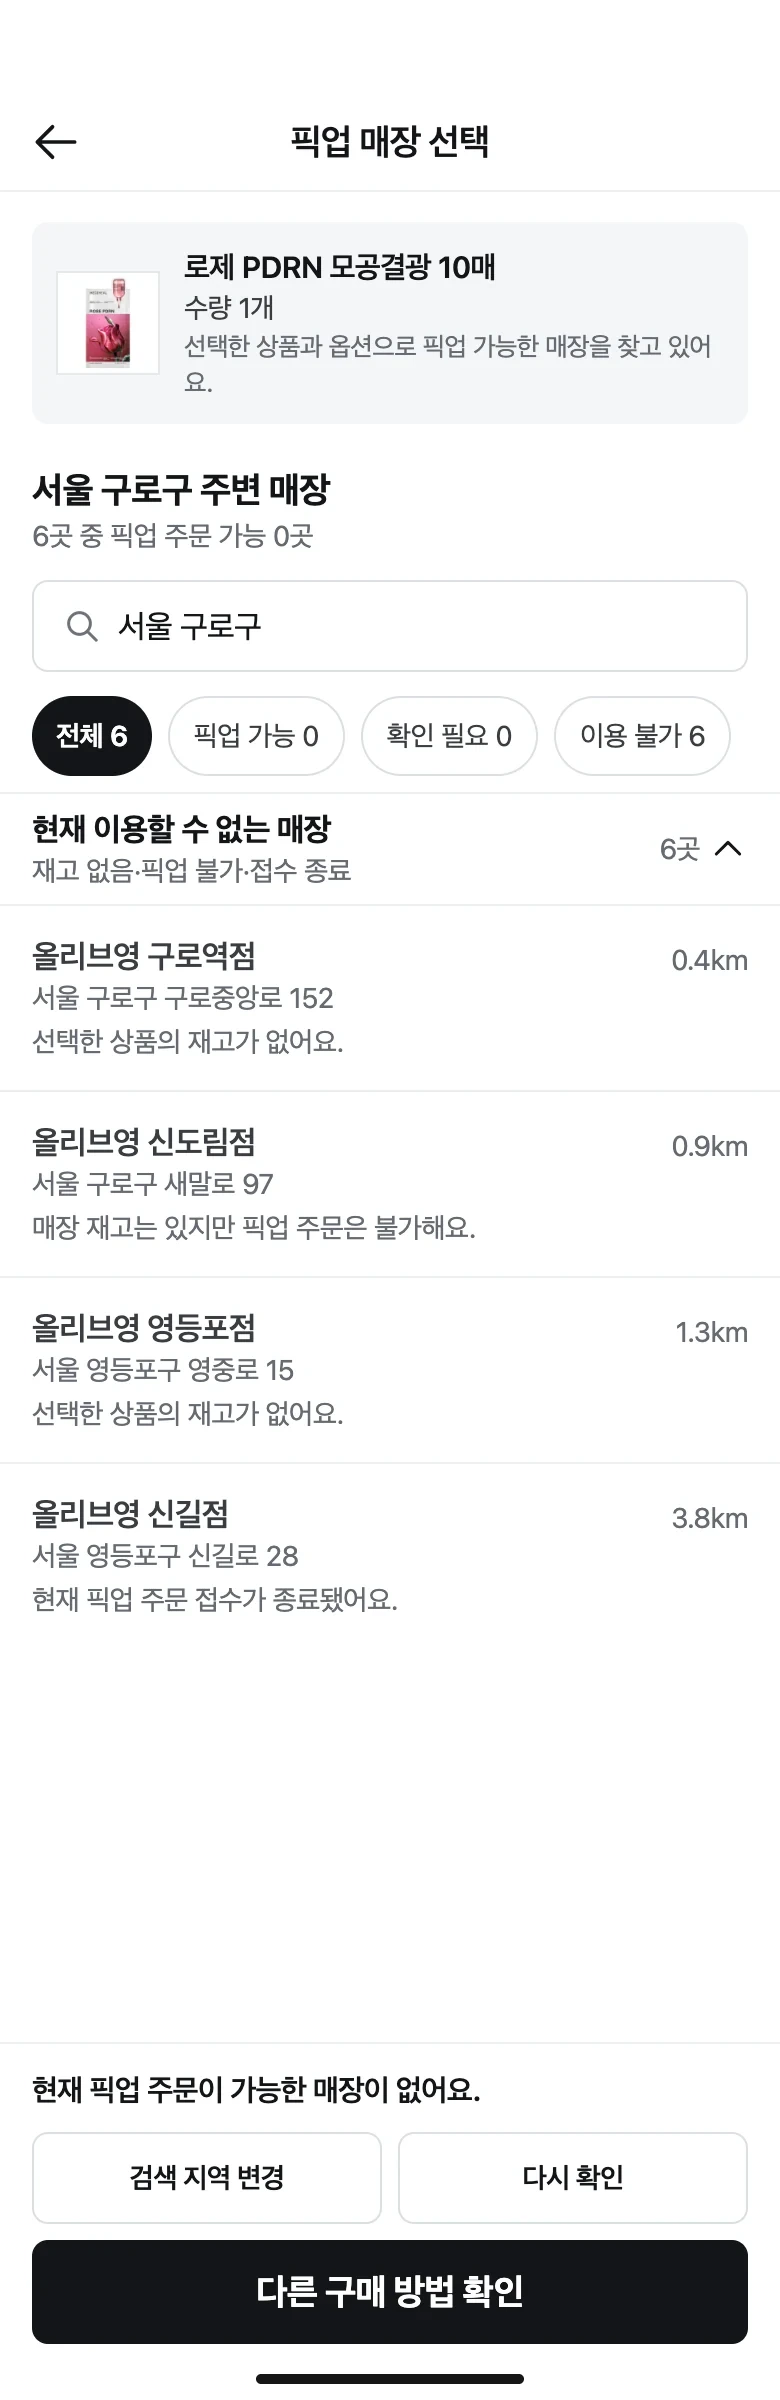 픽업 매장 선택
로제 PDRN 모공결광 10매
수량 1개
선택한 상품과 옵션으로 픽업 가능한 매장을 찾고 있어
요.
서울 구로구 주변 매장
6곳 중 픽업 주문 가능 0곳
서울 구로구
전체 6 픽업 가능 0 확인 필요 0 이용 불가 6
현재 이용할 수 없는 매장
재고 없음·픽업 불가·접수 종료
6곳
올리브영 구로역점
0.4km
서울 구로구 구로중앙로 152
선택한 상품의 재고가 없어요.
올리브영 신도림점
0.9km
서울 구로구 새말로 97
매장 재고는 있지만 픽업 주문은 불가해요.
올리브영 영등포점
1.3km
서울 영등포구 영중로 15
선택한 상품의 재고가 없어요.
올리브영 신길점
3.8km
서울 영등포구 신길로 28
현재 픽업 주문 접수가 종료됐어요.
현재 픽업 주문이 가능한 매장이 없어요.
검색 지역 변경 다시 확인
다른 구매 방법 확인